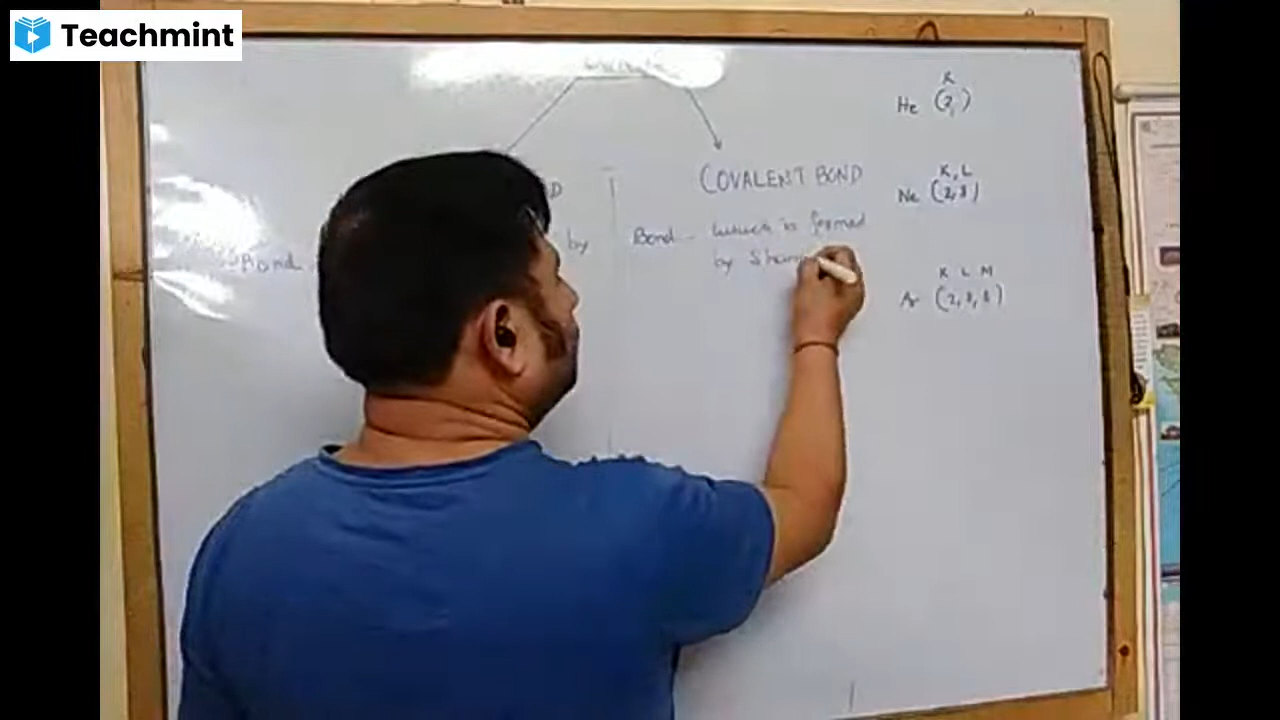 Teachmint
COVALENT BOND
Bond - which is formed
by
Bond
by
K
He (2)
K, L
Ne (2,8)
K L M
Ar (2,8,8)